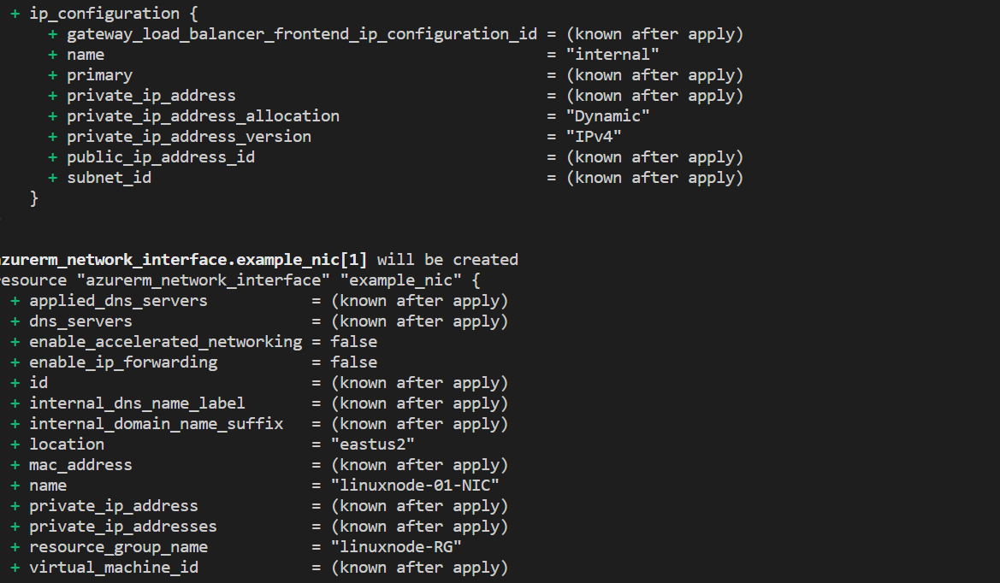 + ip_configuration {
+ gateway_load_balancer_frontend_ip_configuration_id = (known after apply)
+ name = "internal"
+ primary = (known after apply)
+ private_ip_address = (known after apply)
+ private_ip_address_allocation = "Dynamic"
+ private_ip_address_version = "IPv4"
+ public_ip_address_id = (known after apply)
+ subnet_id = (known after apply)
}
zurerm_network_interface.example_nic[1] will be created
esource "azurerm_network_interface" "example_nic" {
+ applied_dns_servers = (known after apply)
+ dns_servers = (known after apply)
+ enable_accelerated_networking = false
+ enable_ip_forwarding = false
+ id = (known after apply)
+ internal_dns_name_label = (known after apply)
+ internal_domain_name_suffix = (known after apply)
+ location = "eastus2"
+ mac_address = (known after apply)
+ name = "linuxnode-01-NIC"
+ private_ip_address = (known after apply)
+ private_ip_addresses = (known after apply)
+ resource_group_name = "linuxnode-RG"
+ virtual_machine_id = (known after apply)